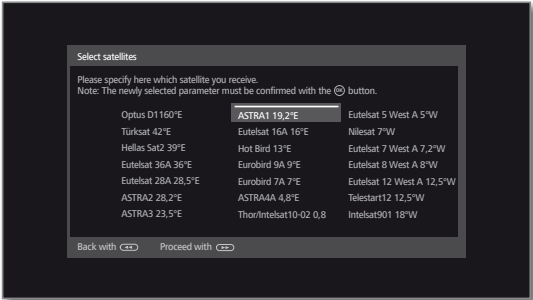 Select satellites
Please specify here which satellite you receive.
Note: The newly selected parameter must be confirmed with the OK button.
Optus D1160°E ASTRA1 19,2°E Eutelsat 5 West A 5°W
Türksat 42°E Eutelsat 16A 16°E Nilesat 7°W
Hellas Sat2 39°E Hot Bird 13°E Eutelsat 7 West A 7,2°W
Eutelsat 36A 36°E Eurobird 9A 9°E Eutelsat 8 West A 8°W
Eutelsat 28A 28,5°E Eurobird 7A 7°E Eutelsat 12 West A 12,5°W
ASTRA2 28,2°E ASTRA4A 4,8°E Telestart12 12,5°W
ASTRA3 23,5°E Thor/Intelsat10-02 0,8 Intelsat901 18°W
Back with Proceed with